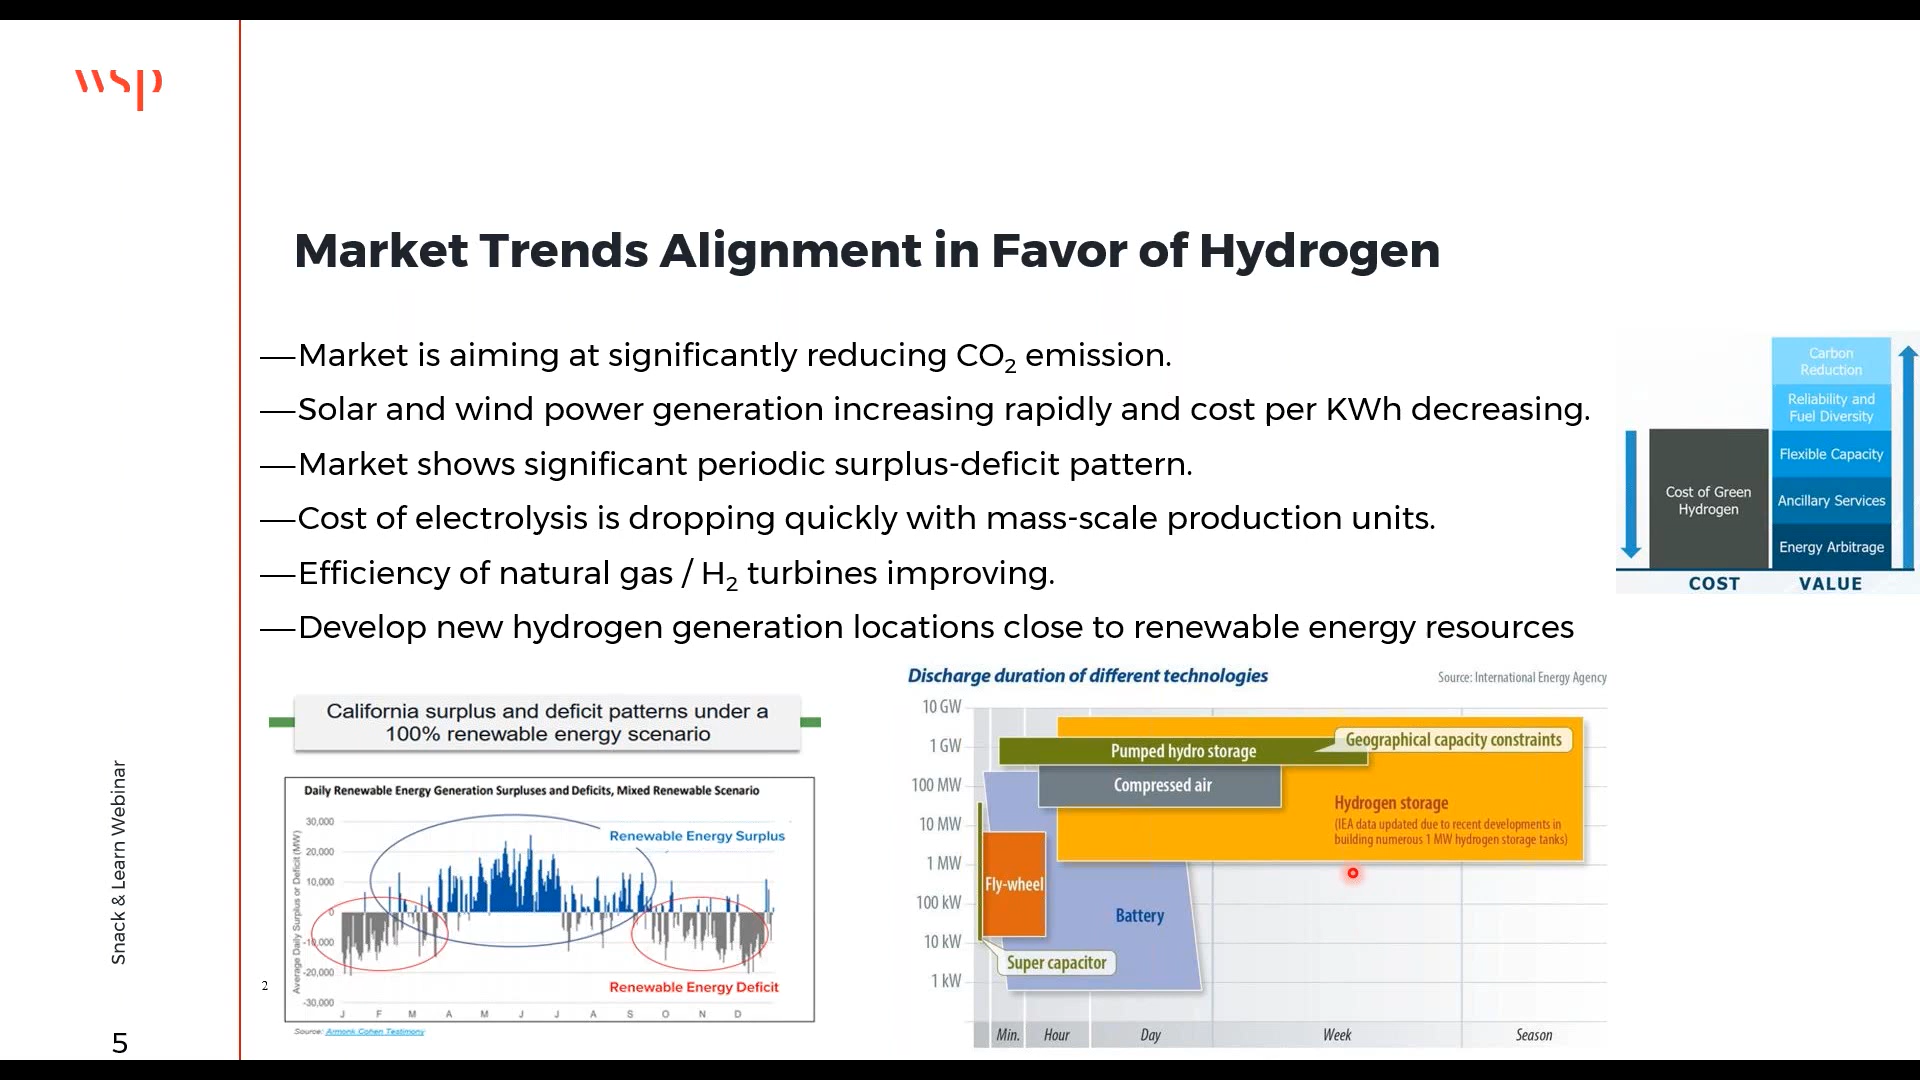 wsp
Market Trends Alignment in Favor of Hydrogen
—Market is aiming at significantly reducing CO₂ emission.
—Solar and wind power generation increasing rapidly and cost per KWh decreasing.
—Market shows significant periodic surplus-deficit pattern.
—Cost of electrolysis is dropping quickly with mass-scale production units.
—Efficiency of natural gas / H₂ turbines improving.
—Develop new hydrogen generation locations close to renewable energy resources
Carbon
Reduction
Reliability and
Fuel Diversity
Flexible Capacity
Ancillary Services
Energy Arbitrage
Cost of Green
Hydrogen
COST
VALUE
California surplus and deficit patterns under a
100% renewable energy scenario
Daily Renewable Energy Generation Surpluses and Deficits, Mixed Renewable Scenario
Average Daily Surplus or Deficit (MW)
30,000
20,000
10,000
0
-10,000
-20,000
-30,000
Renewable Energy Surplus
Renewable Energy Deficit
J F M A M J J A S O N D
Source: Armonk Cohen Testimony
2
Discharge duration of different technologies
Source: International Energy Agency
10 GW
1 GW
100 MW
10 MW
1 MW
100 kW
10 kW
1 kW
Pumped hydro storage
Geographical capacity constraints
Compressed air
Hydrogen storage
(IEA data updated due to recent developments in
building numerous 1 MW hydrogen storage tanks)
Fly-wheel
Battery
Super capacitor
Min. Hour Day Week Season
Snack & Learn Webinar
5